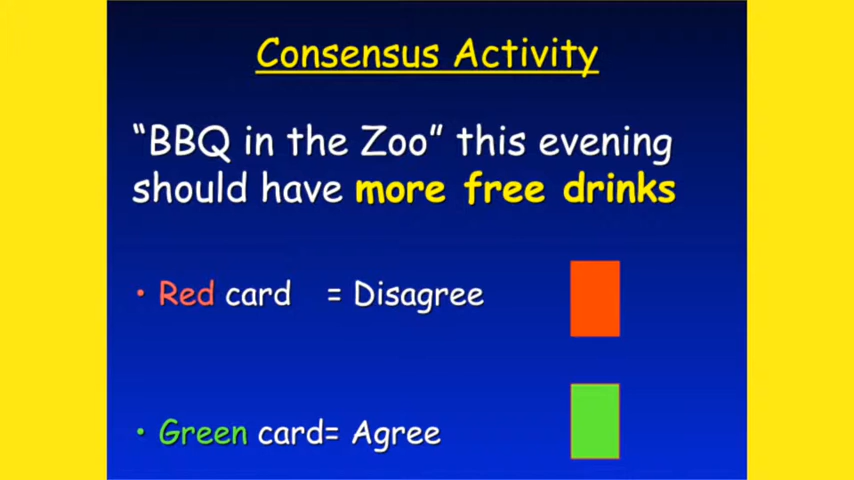 Consensus Activity
“BBQ in the Zoo” this evening
should have more free drinks
• Red card = Disagree
• Green card= Agree